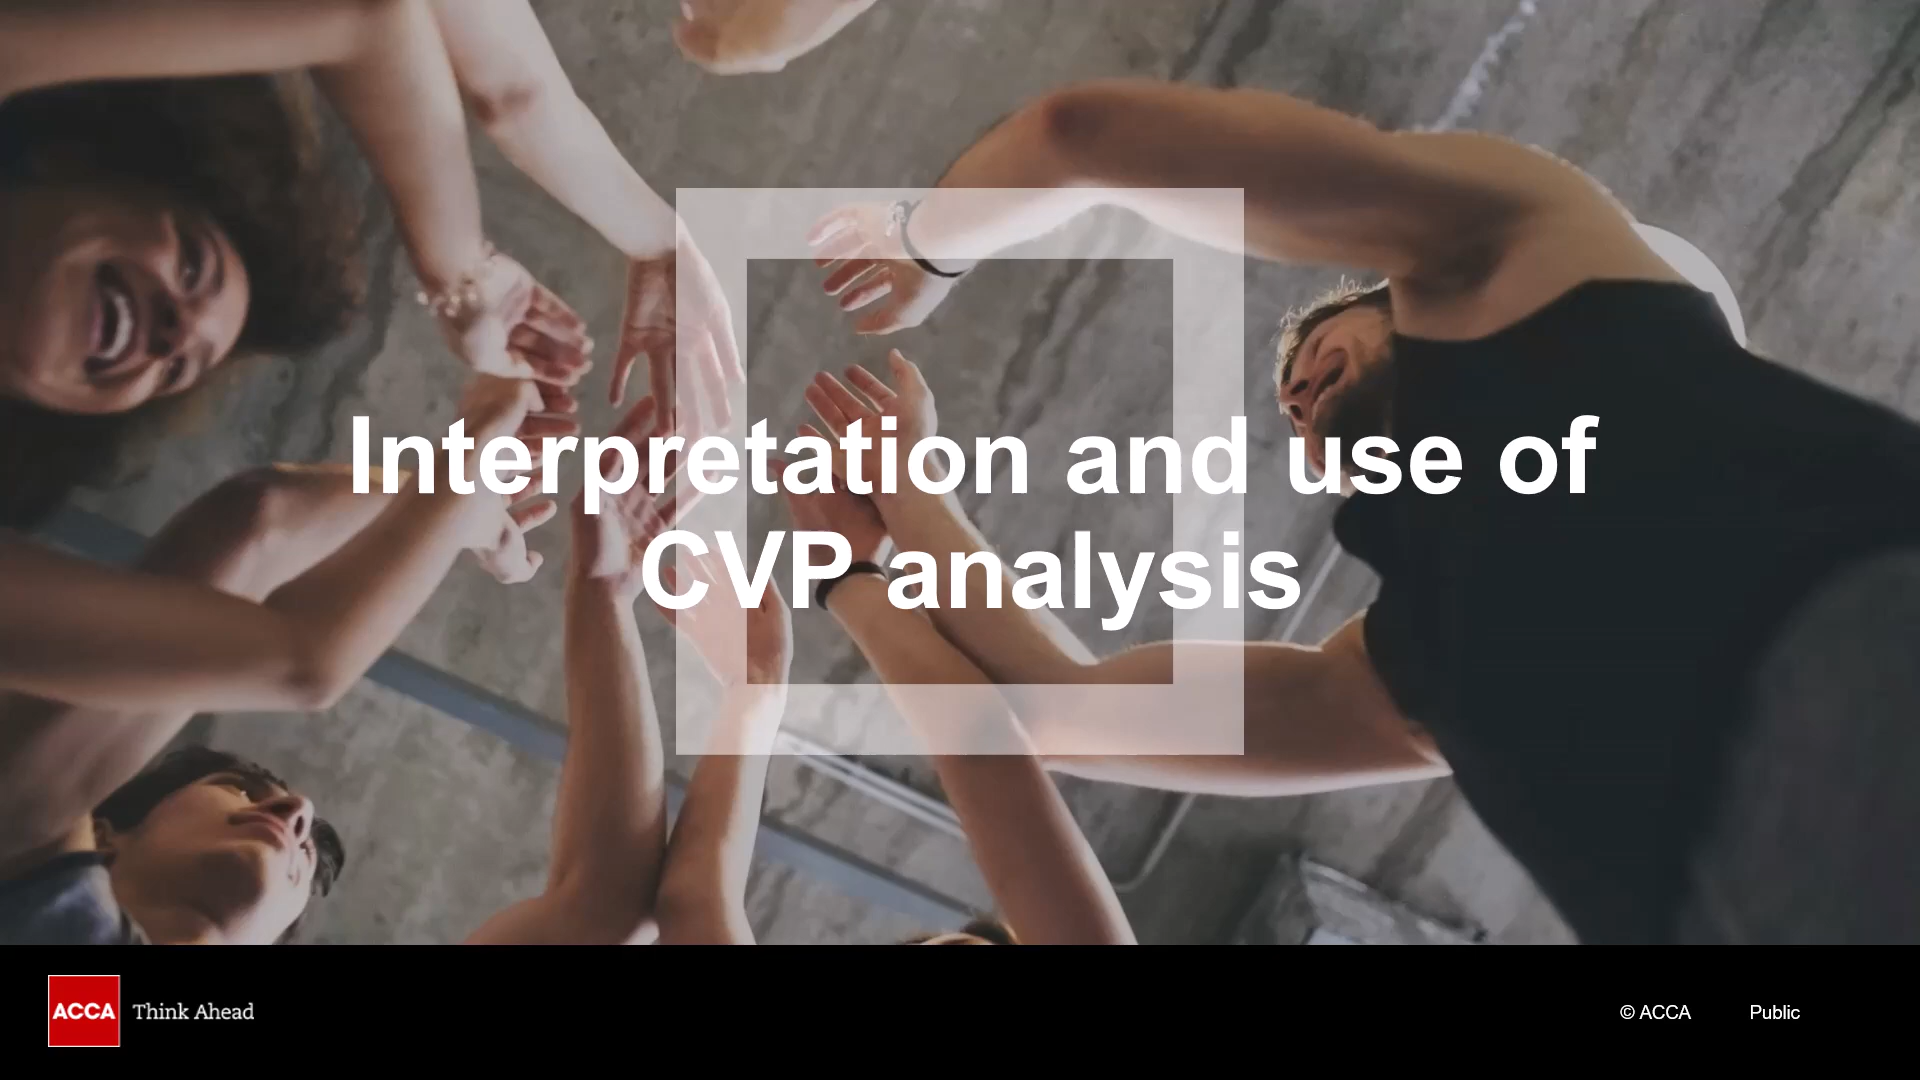 Interpretation and use of
CVP analysis
ACCA Think Ahead
© ACCA Public